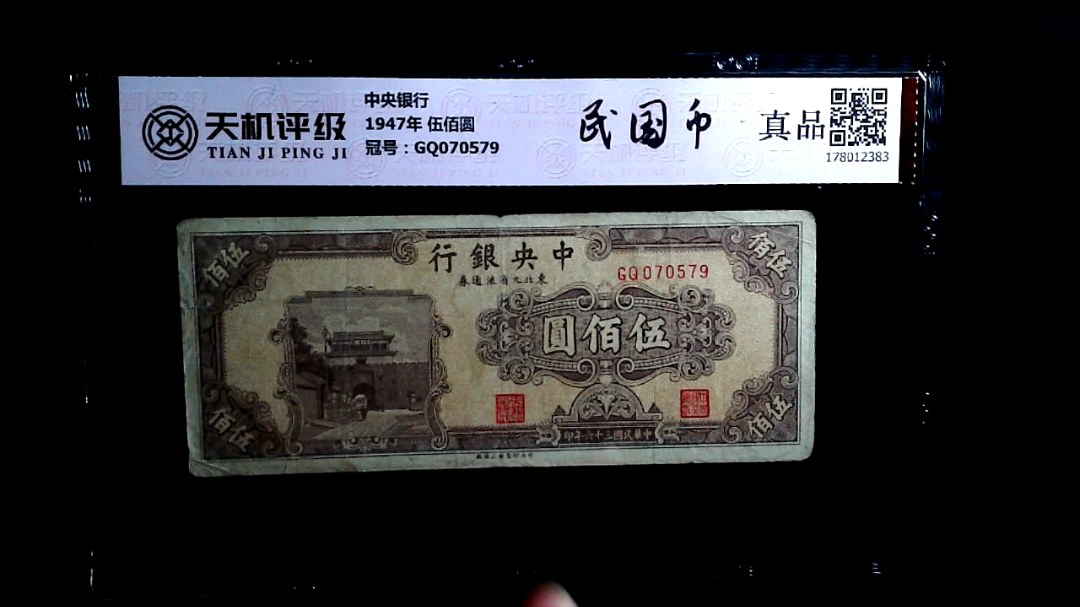 天机评级
TIAN JI PING JI
中央银行
1947年 伍佰圆
冠号：GQ070579
民国币
真品
178012383
伍佰
伍佰
行銀央中
券通流省九北東
GQ070579
圓佰伍
印年六十三國民華中
伍佰
伍佰